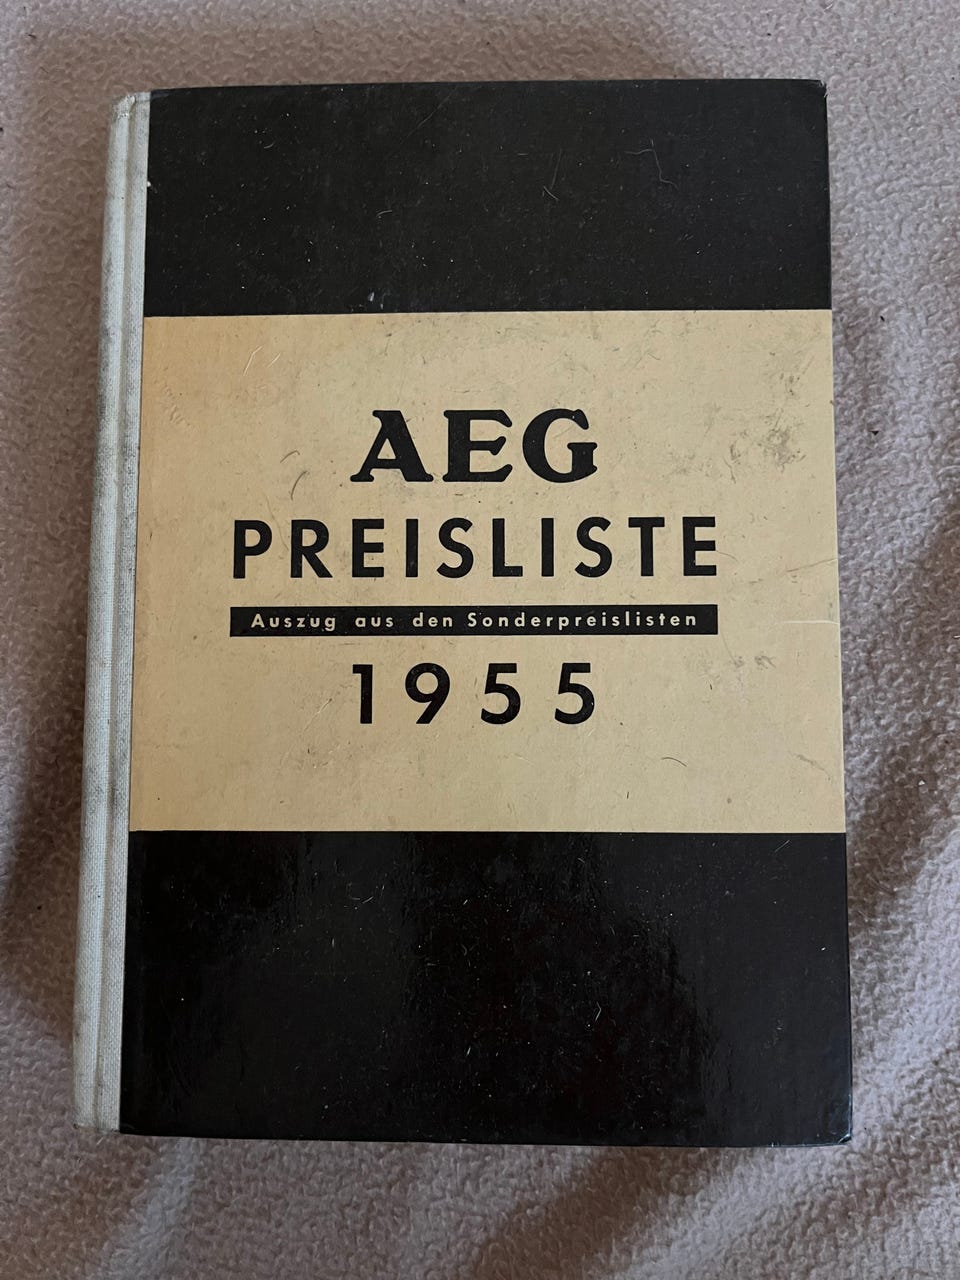 AEG
PREISLISTE
Auszug aus den Sonderpreislisten
1955